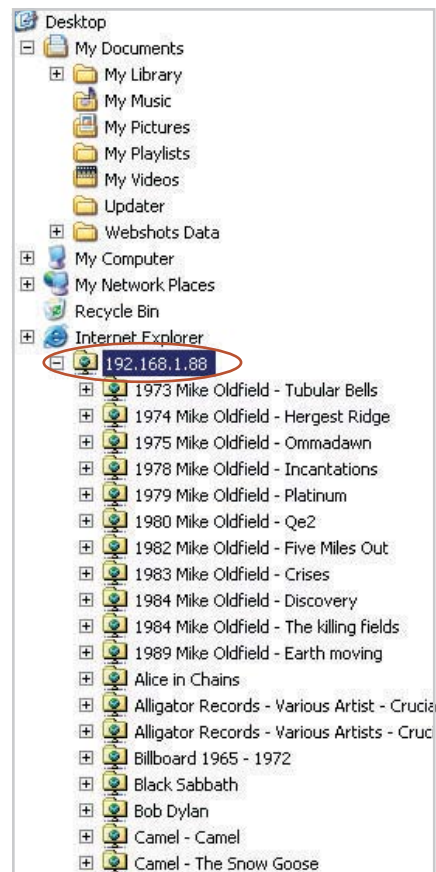 Desktop
My Documents
My Library
My Music
My Pictures
My Playlists
My Videos
Updater
Webshots Data
My Computer
My Network Places
Recycle Bin
Internet Explorer
192.168.1.88
1973 Mike Oldfield - Tubular Bells
1974 Mike Oldfield - Hergest Ridge
1975 Mike Oldfield - Ommadawn
1978 Mike Oldfield - Incantations
1979 Mike Oldfield - Platinum
1980 Mike Oldfield - Qe2
1982 Mike Oldfield - Five Miles Out
1983 Mike Oldfield - Crises
1984 Mike Oldfield - Discovery
1984 Mike Oldfield - The killing fields
1989 Mike Oldfield - Earth moving
Alice in Chains
Alligator Records - Various Artist - Crucia
Alligator Records - Various Artists - Cruc
Billboard 1965 - 1972
Black Sabbath
Bob Dylan
Camel - Camel
Camel - The Snow Goose